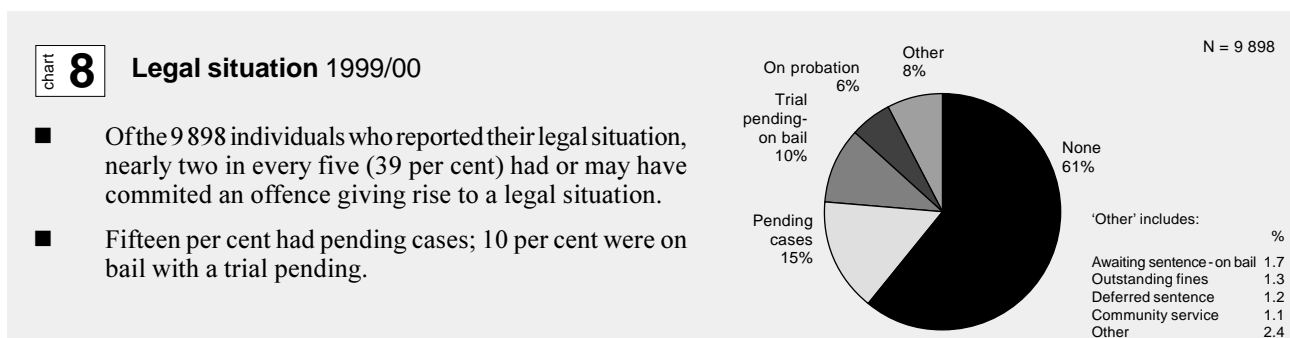 chart
8
Legal situation 1999/00
■ Of the 9 898 individuals who reported their legal situation,
nearly two in every five (39 per cent) had or may have
commited an offence giving rise to a legal situation.
■ Fifteen per cent had pending cases; 10 per cent were on
bail with a trial pending.
N = 9 898
Other
8%
On probation
6%
Trial
pending-
on bail
10%
Pending
cases
15%
None
61%
'Other' includes:
%
Awaiting sentence - on bail 1.7
Outstanding fines 1.3
Deferred sentence 1.2
Community service 1.1
Other 2.4